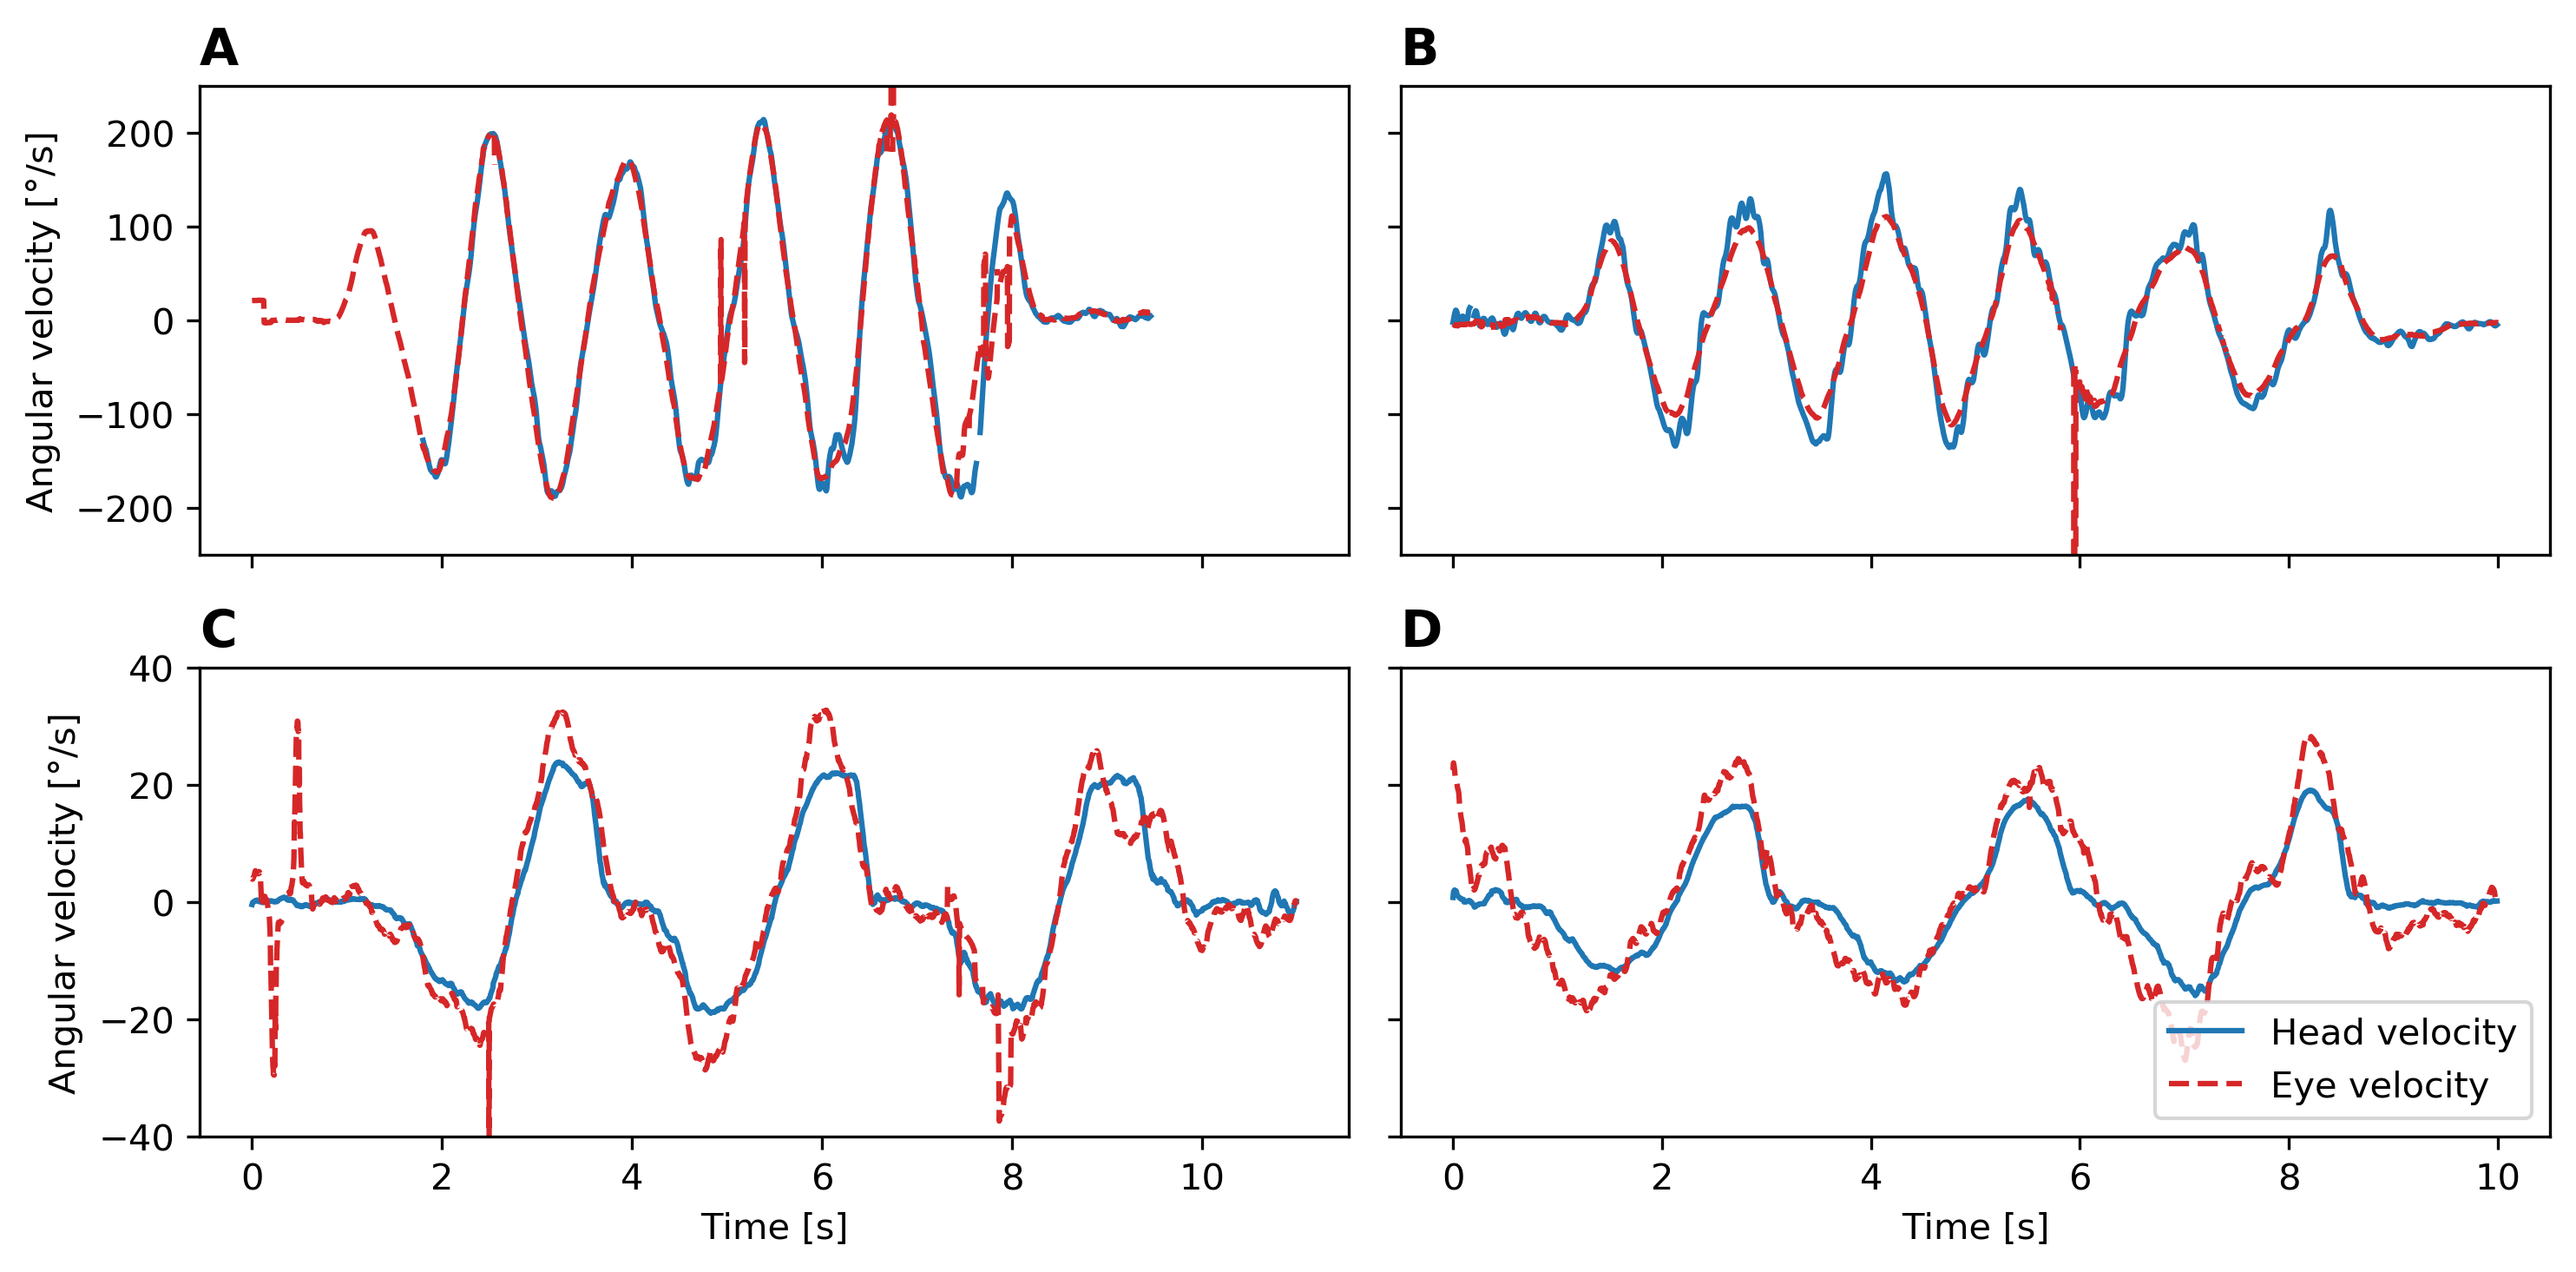 A
B
Angular velocity [°/s]
200
100
0
−100
−200
C
D
Angular velocity [°/s]
40
20
0
−20
−40
Head velocity
Eye velocity
0 2 4 6 8 10
0 2 4 6 8 10
Time [s]
Time [s]